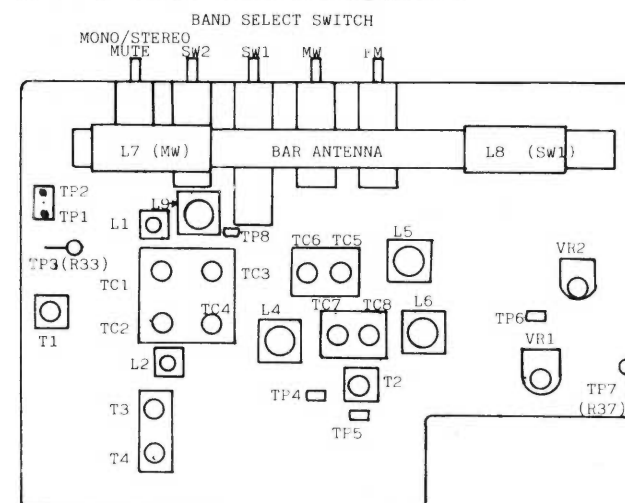 BAND SELECT SWITCH
MONO/STEREO
MUTE SW2 SW1 MW FM
L7 (MW) BAR ANTENNA L8 (SW1)
TP2
TP1
L9
L1
TP8
TC6 TC5
L5
VR2
TP3(R33)
TC1 TC3
T1
TC2 TC4
L4
TC7 TC8
L6
TP6
VR1
L2
T2
TP7
(R37)
T3
TP4
TP5
T4